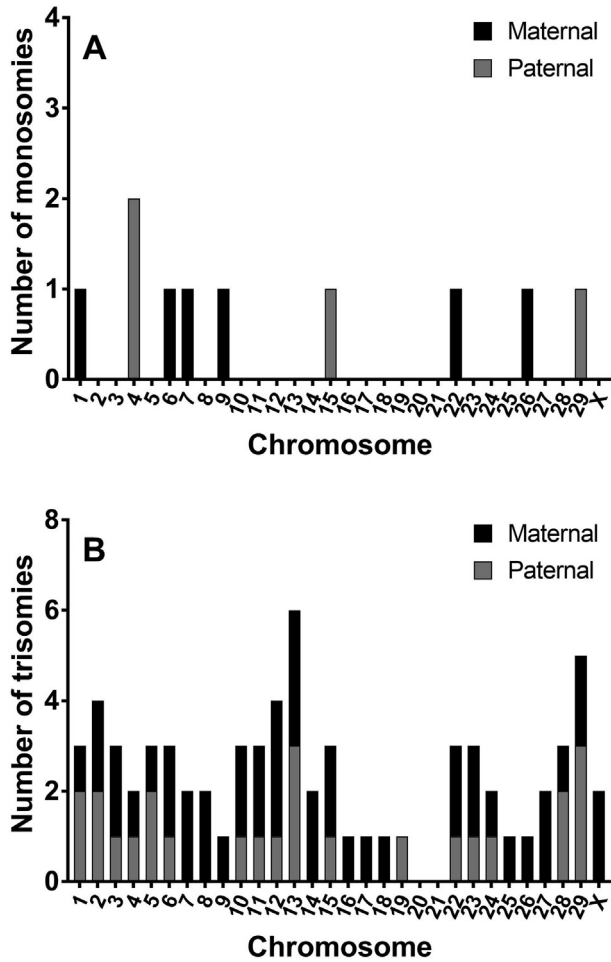 A
Maternal
Paternal
Number of monosomies
4
3
2
1
0
1 2 3 4 5 6 7 8 9 10 11 12 13 14 15 16 17 18 19 20 21 22 23 24 25 26 27 28 29 X
Chromosome
B
Maternal
Paternal
Number of trisomies
8
6
4
2
0
1 2 3 4 5 6 7 8 9 10 11 12 13 14 15 16 17 18 19 20 21 22 23 24 25 26 27 28 29 X
Chromosome